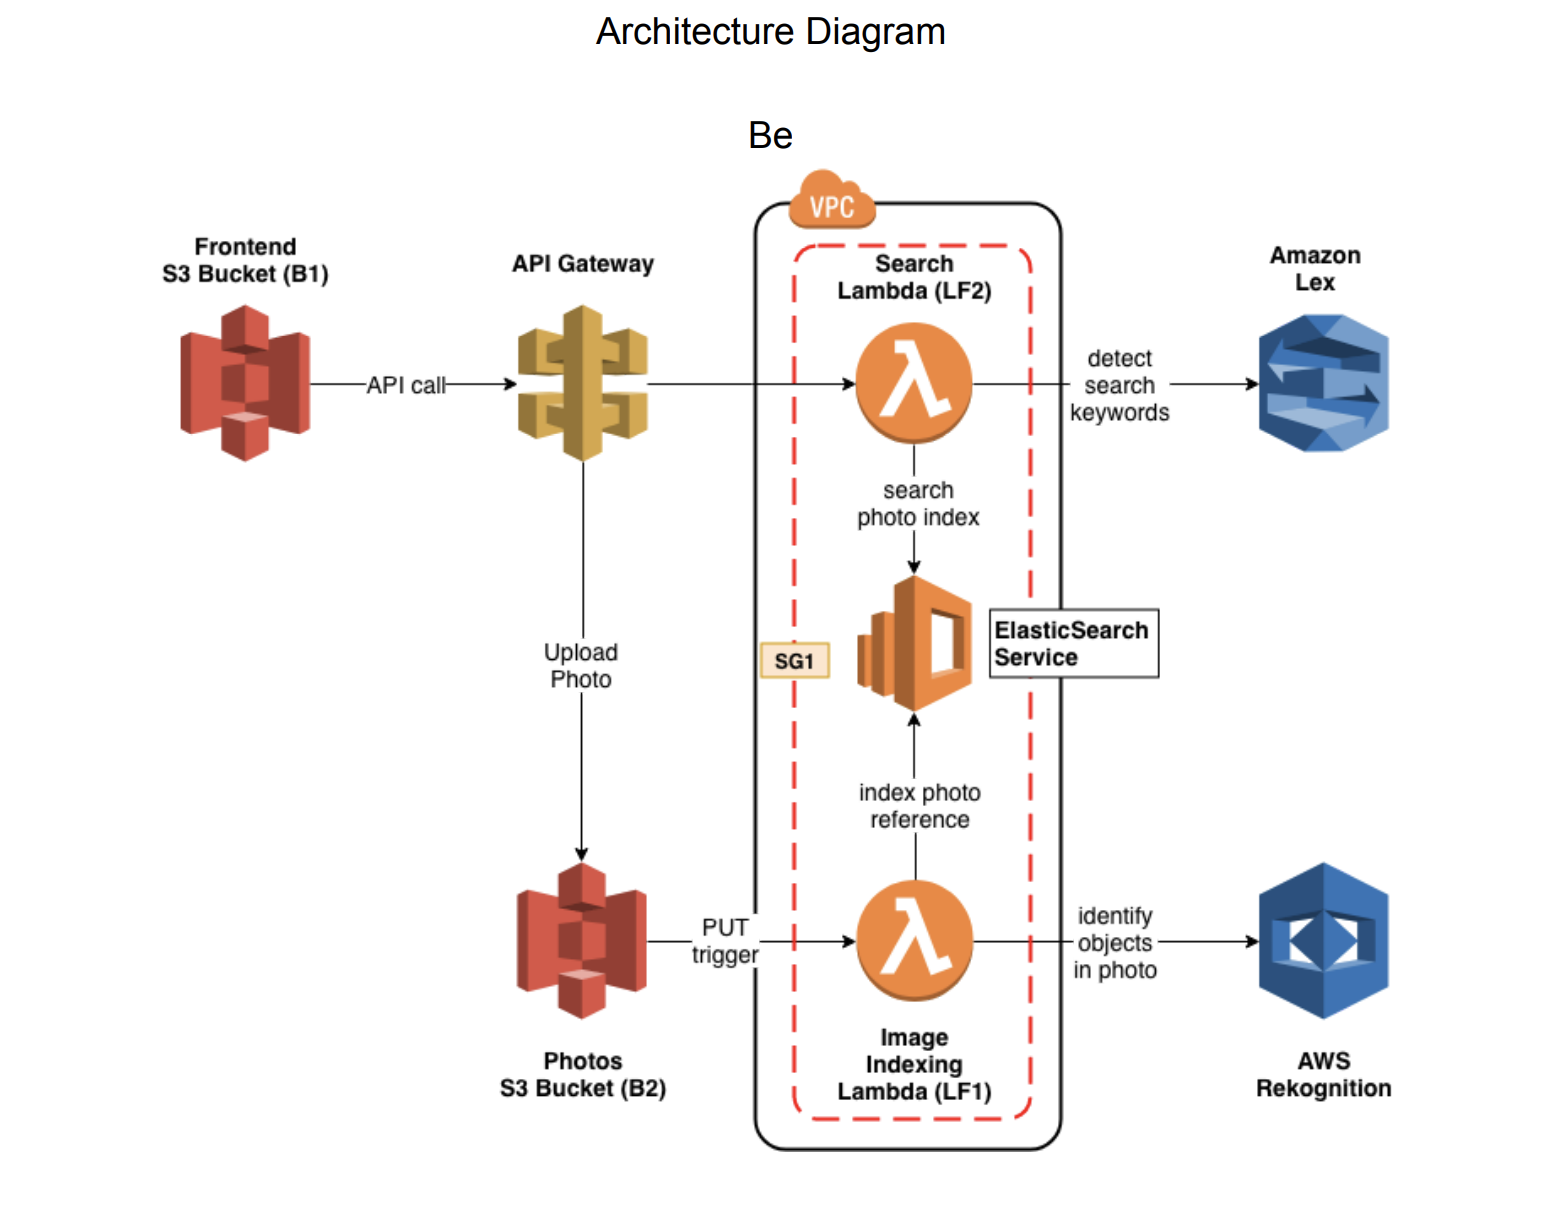 Architecture Diagram
Be
VPC
Frontend
S3 Bucket (B1)
API Gateway
Search
Lambda (LF2)
Amazon
Lex
API call
detect
search
keywords
search
photo index
Upload
Photo
SG1
ElasticSearch
Service
index photo
reference
PUT
trigger
identify
objects
in photo
Photos
S3 Bucket (B2)
Image
Indexing
Lambda (LF1)
AWS
Rekognition